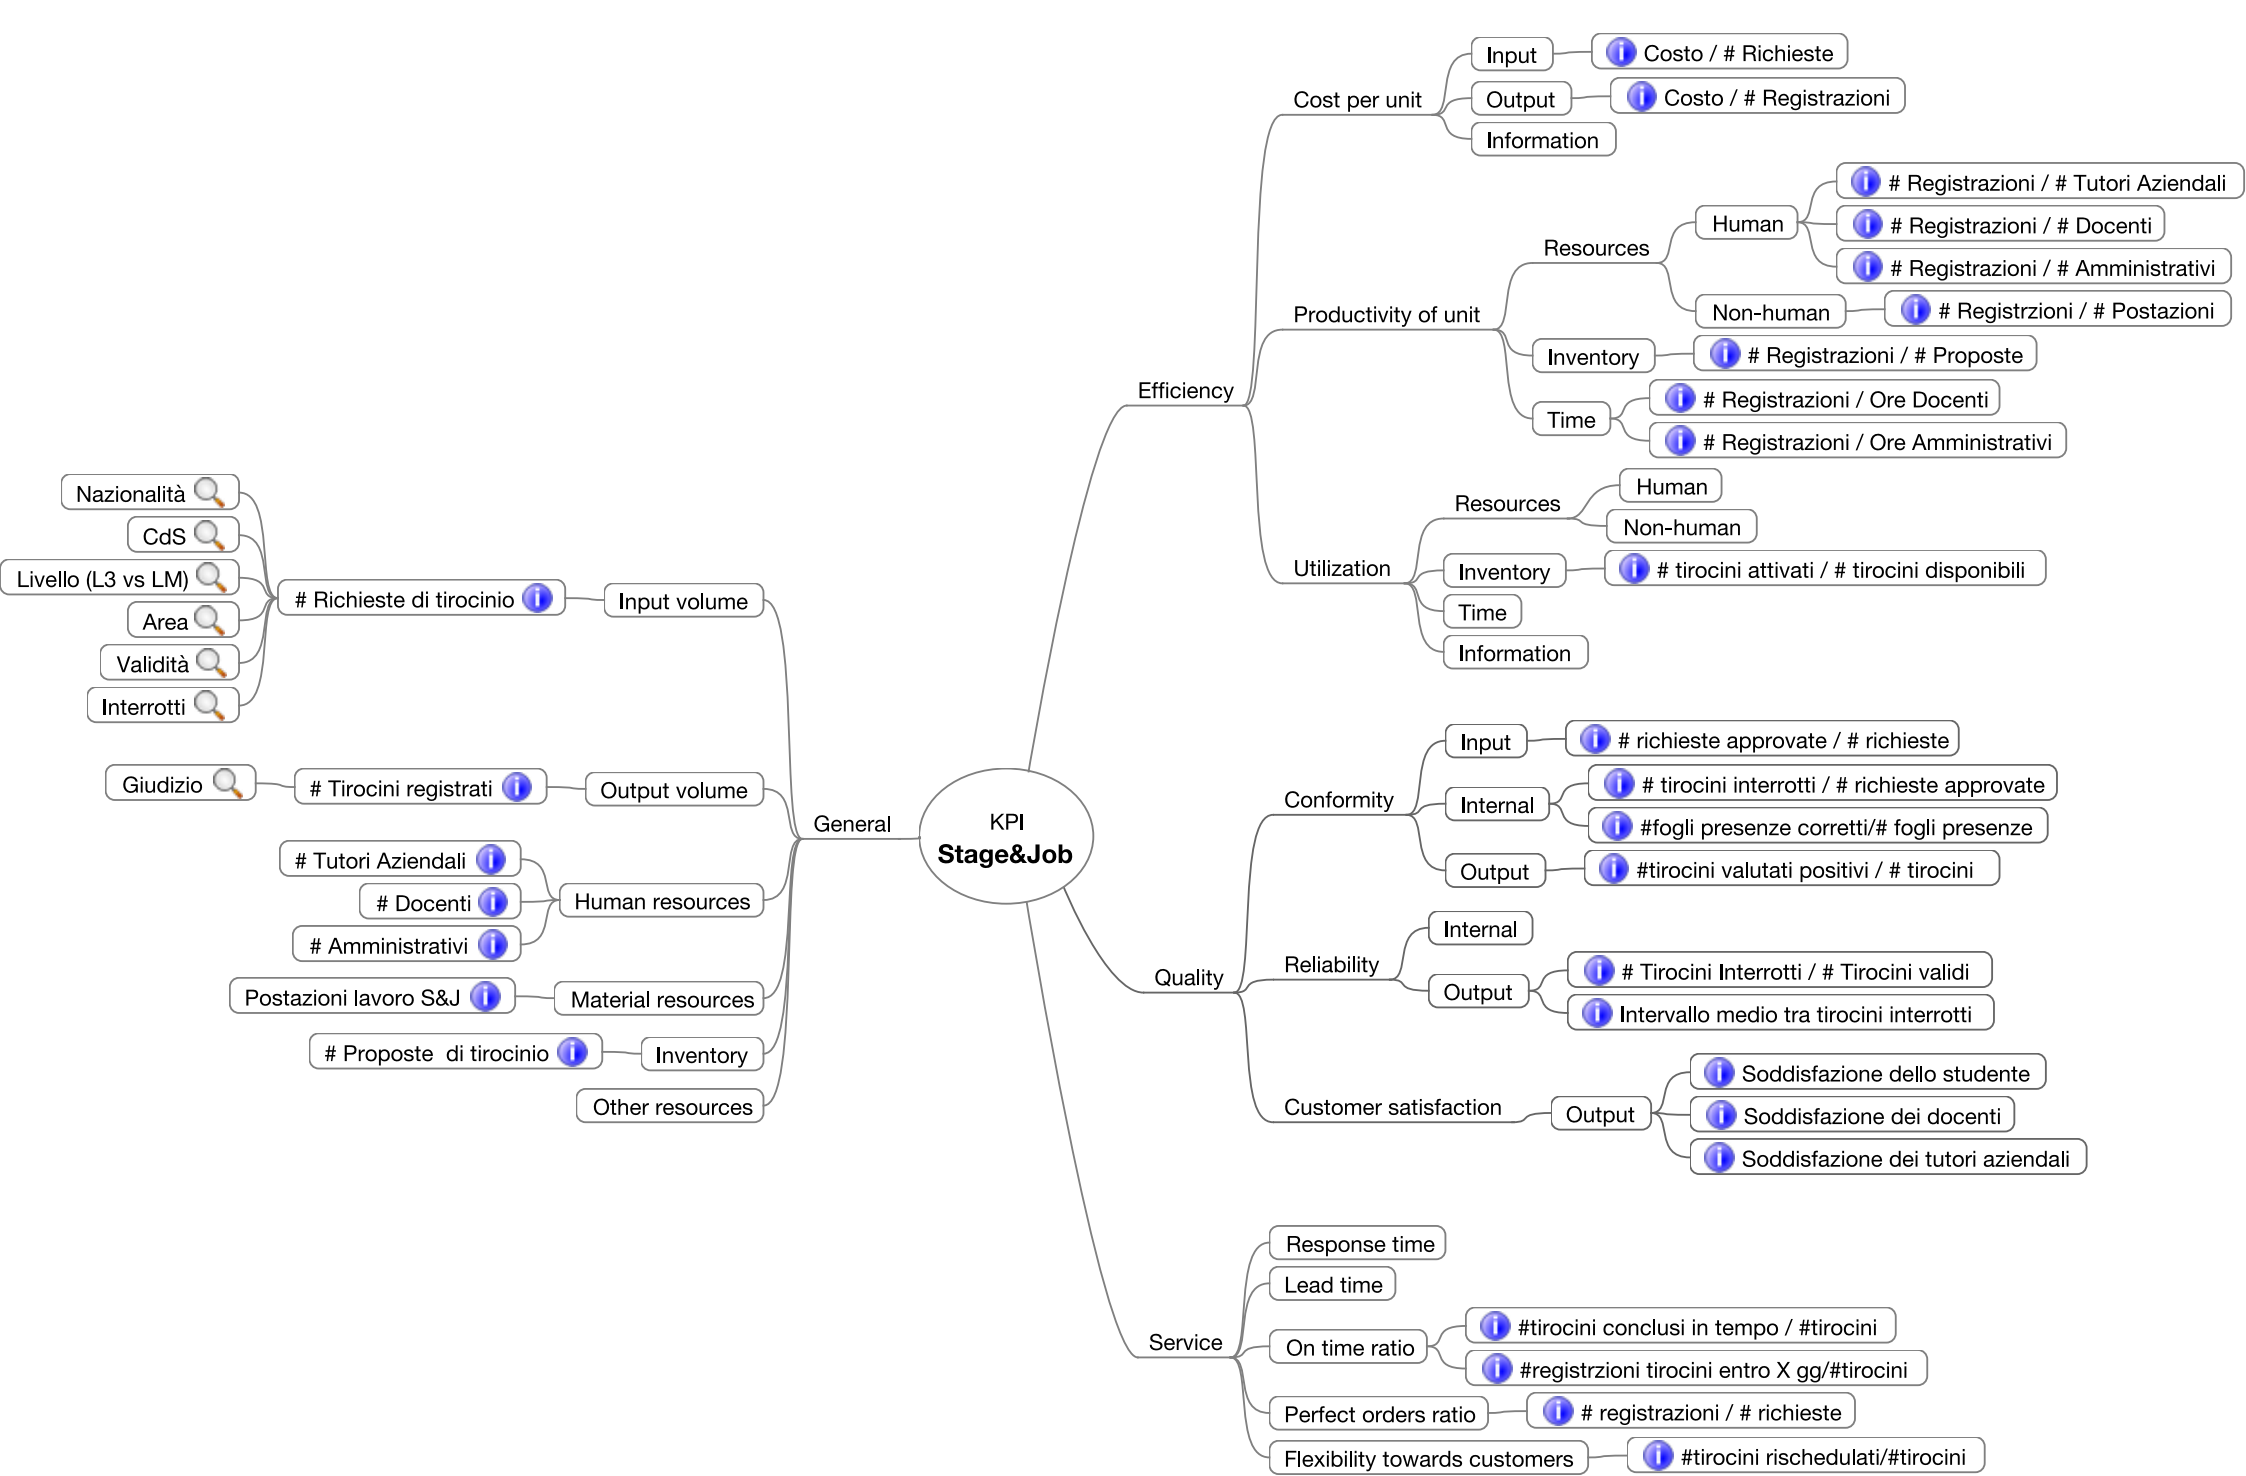 KPI
Stage&Job
General
Input volume
# Richieste di tirocinio
Nazionalità
CdS
Livello (L3 vs LM)
Area
Validità
Interrotti
Output volume
# Tirocini registrati
Giudizio
Human resources
# Tutori Aziendali
# Docenti
# Amministrativi
Material resources
Postazioni lavoro S&J
Inventory
# Proposte di tirocinio
Other resources
Efficiency
Cost per unit
Input
Costo / # Richieste
Output
Costo / # Registrazioni
Information
Productivity of unit
Resources
Human
# Registrazioni / # Tutori Aziendali
# Registrazioni / # Docenti
# Registrazioni / # Amministrativi
Non-human
# Registrzioni / # Postazioni
Inventory
# Registrazioni / # Proposte
Time
# Registrazioni / Ore Docenti
# Registrazioni / Ore Amministrativi
Utilization
Resources
Human
Non-human
Inventory
# tirocini attivati / # tirocini disponibili
Time
Information
Quality
Conformity
Input
# richieste approvate / # richieste
Internal
# tirocini interrotti / # richieste approvate
#fogli presenze corretti/# fogli presenze
Output
#tirocini valutati positivi / # tirocini
Reliability
Internal
Output
# Tirocini Interrotti / # Tirocini validi
Intervallo medio tra tirocini interrotti
Customer satisfaction
Output
Soddisfazione dello studente
Soddisfazione dei docenti
Soddisfazione dei tutori aziendali
Service
Response time
Lead time
On time ratio
#tirocini conclusi in tempo / #tirocini
#registrzioni tirocini entro X gg/#tirocini
Perfect orders ratio
# registrazioni / # richieste
Flexibility towards customers
#tirocini rischedulati/#tirocini